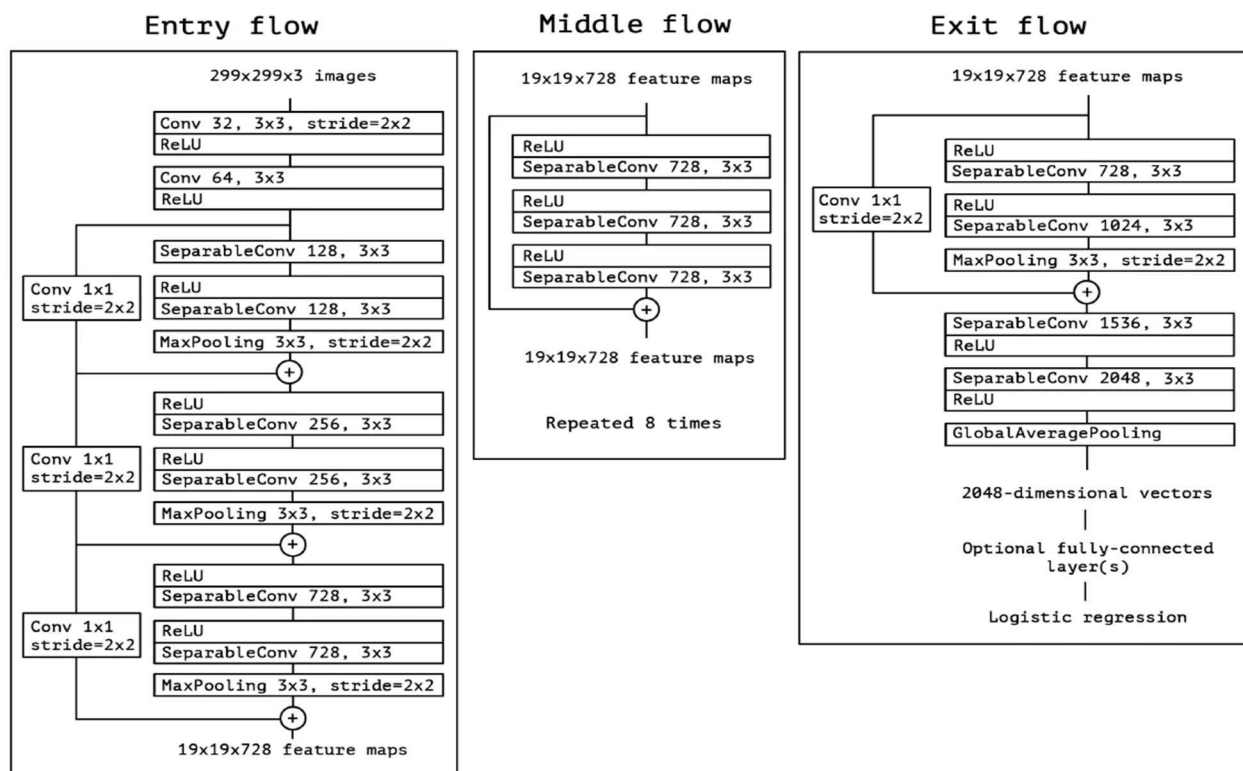 Entry flow
299x299x3 images
Conv 32, 3x3, stride=2x2
ReLU
Conv 64, 3x3
ReLU
SeparableConv 128, 3x3
Conv 1x1
stride=2x2
ReLU
SeparableConv 128, 3x3
MaxPooling 3x3, stride=2x2
+
ReLU
SeparableConv 256, 3x3
Conv 1x1
stride=2x2
ReLU
SeparableConv 256, 3x3
MaxPooling 3x3, stride=2x2
+
ReLU
SeparableConv 728, 3x3
Conv 1x1
stride=2x2
ReLU
SeparableConv 728, 3x3
MaxPooling 3x3, stride=2x2
+
19x19x728 feature maps
Middle flow
19x19x728 feature maps
ReLU
SeparableConv 728, 3x3
ReLU
SeparableConv 728, 3x3
ReLU
SeparableConv 728, 3x3
+
19x19x728 feature maps
Repeated 8 times
Exit flow
19x19x728 feature maps
ReLU
SeparableConv 728, 3x3
Conv 1x1
stride=2x2
ReLU
SeparableConv 1024, 3x3
MaxPooling 3x3, stride=2x2
+
SeparableConv 1536, 3x3
ReLU
SeparableConv 2048, 3x3
ReLU
GlobalAveragePooling
2048-dimensional vectors
Optional fully-connected
layer(s)
Logistic regression